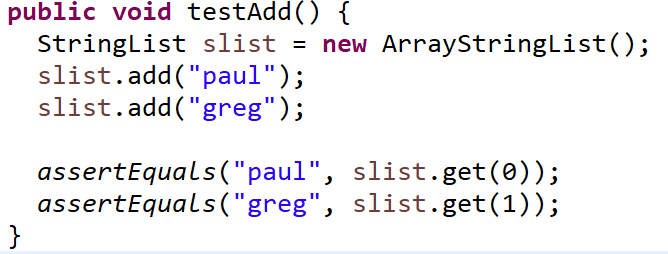 public void testAdd() {
  StringList slist = new ArrayStringList();
  slist.add("paul");
  slist.add("greg");

  assertEquals("paul", slist.get(0));
  assertEquals("greg", slist.get(1));
}